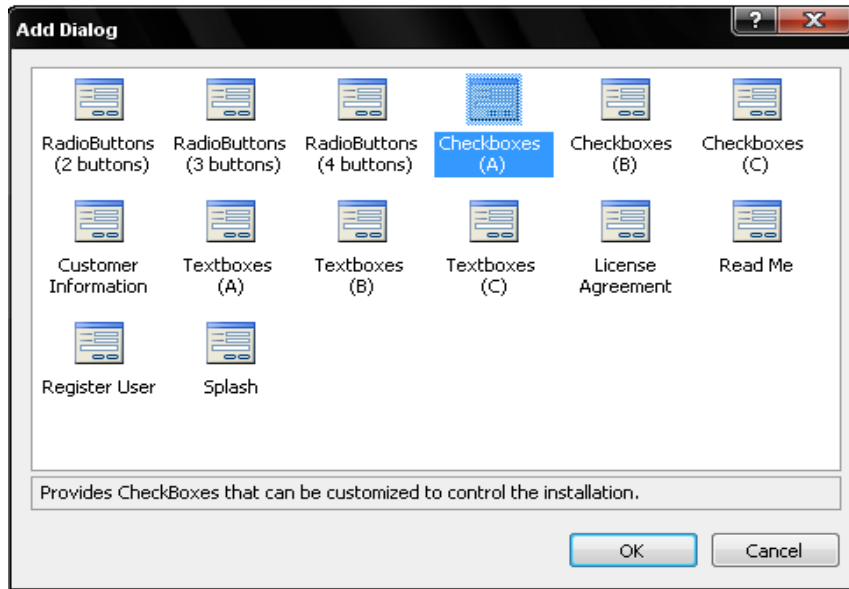 Add Dialog
?
X
RadioButtons RadioButtons RadioButtons Checkboxes Checkboxes Checkboxes
(2 buttons) (3 buttons) (4 buttons) (A) (B) (C)
Customer Textboxes Textboxes Textboxes License Read Me
Information (A) (B) (C) Agreement
Register User Splash
Provides CheckBoxes that can be customized to control the installation.
OK Cancel